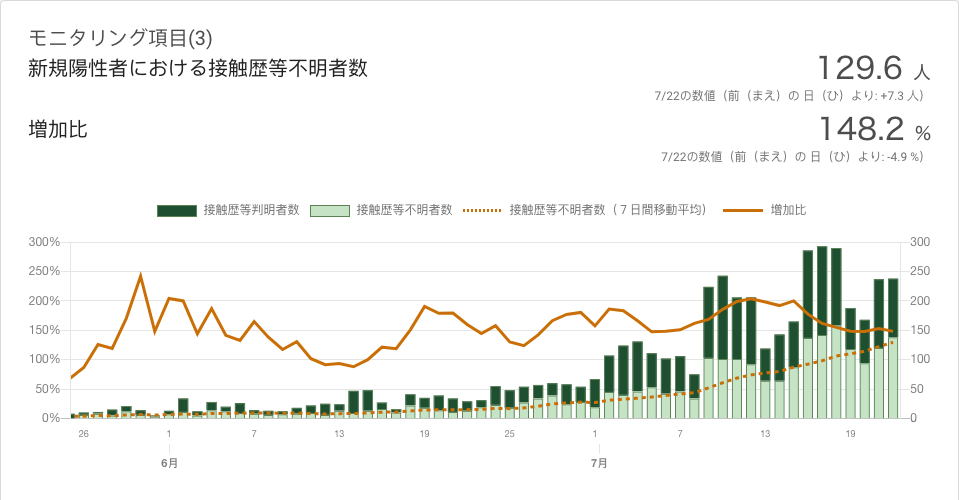 モニタリング項目(3)
新規陽性者における接触歴等不明者数
129.6 人
7/22の数値（前（まえ）の 日（ひ）より: +7.3 人）
増加比
148.2 %
7/22の数値（前（まえ）の 日（ひ）より: -4.9 %）
接触歴等判明者数 接触歴等不明者数 接触歴等不明者数（７日間移動平均） 増加比
300% 300
250% 250
200% 200
150% 150
100% 100
50% 50
0% 0
26 1 7 13 19 25 1 7 13 19
6月 7月